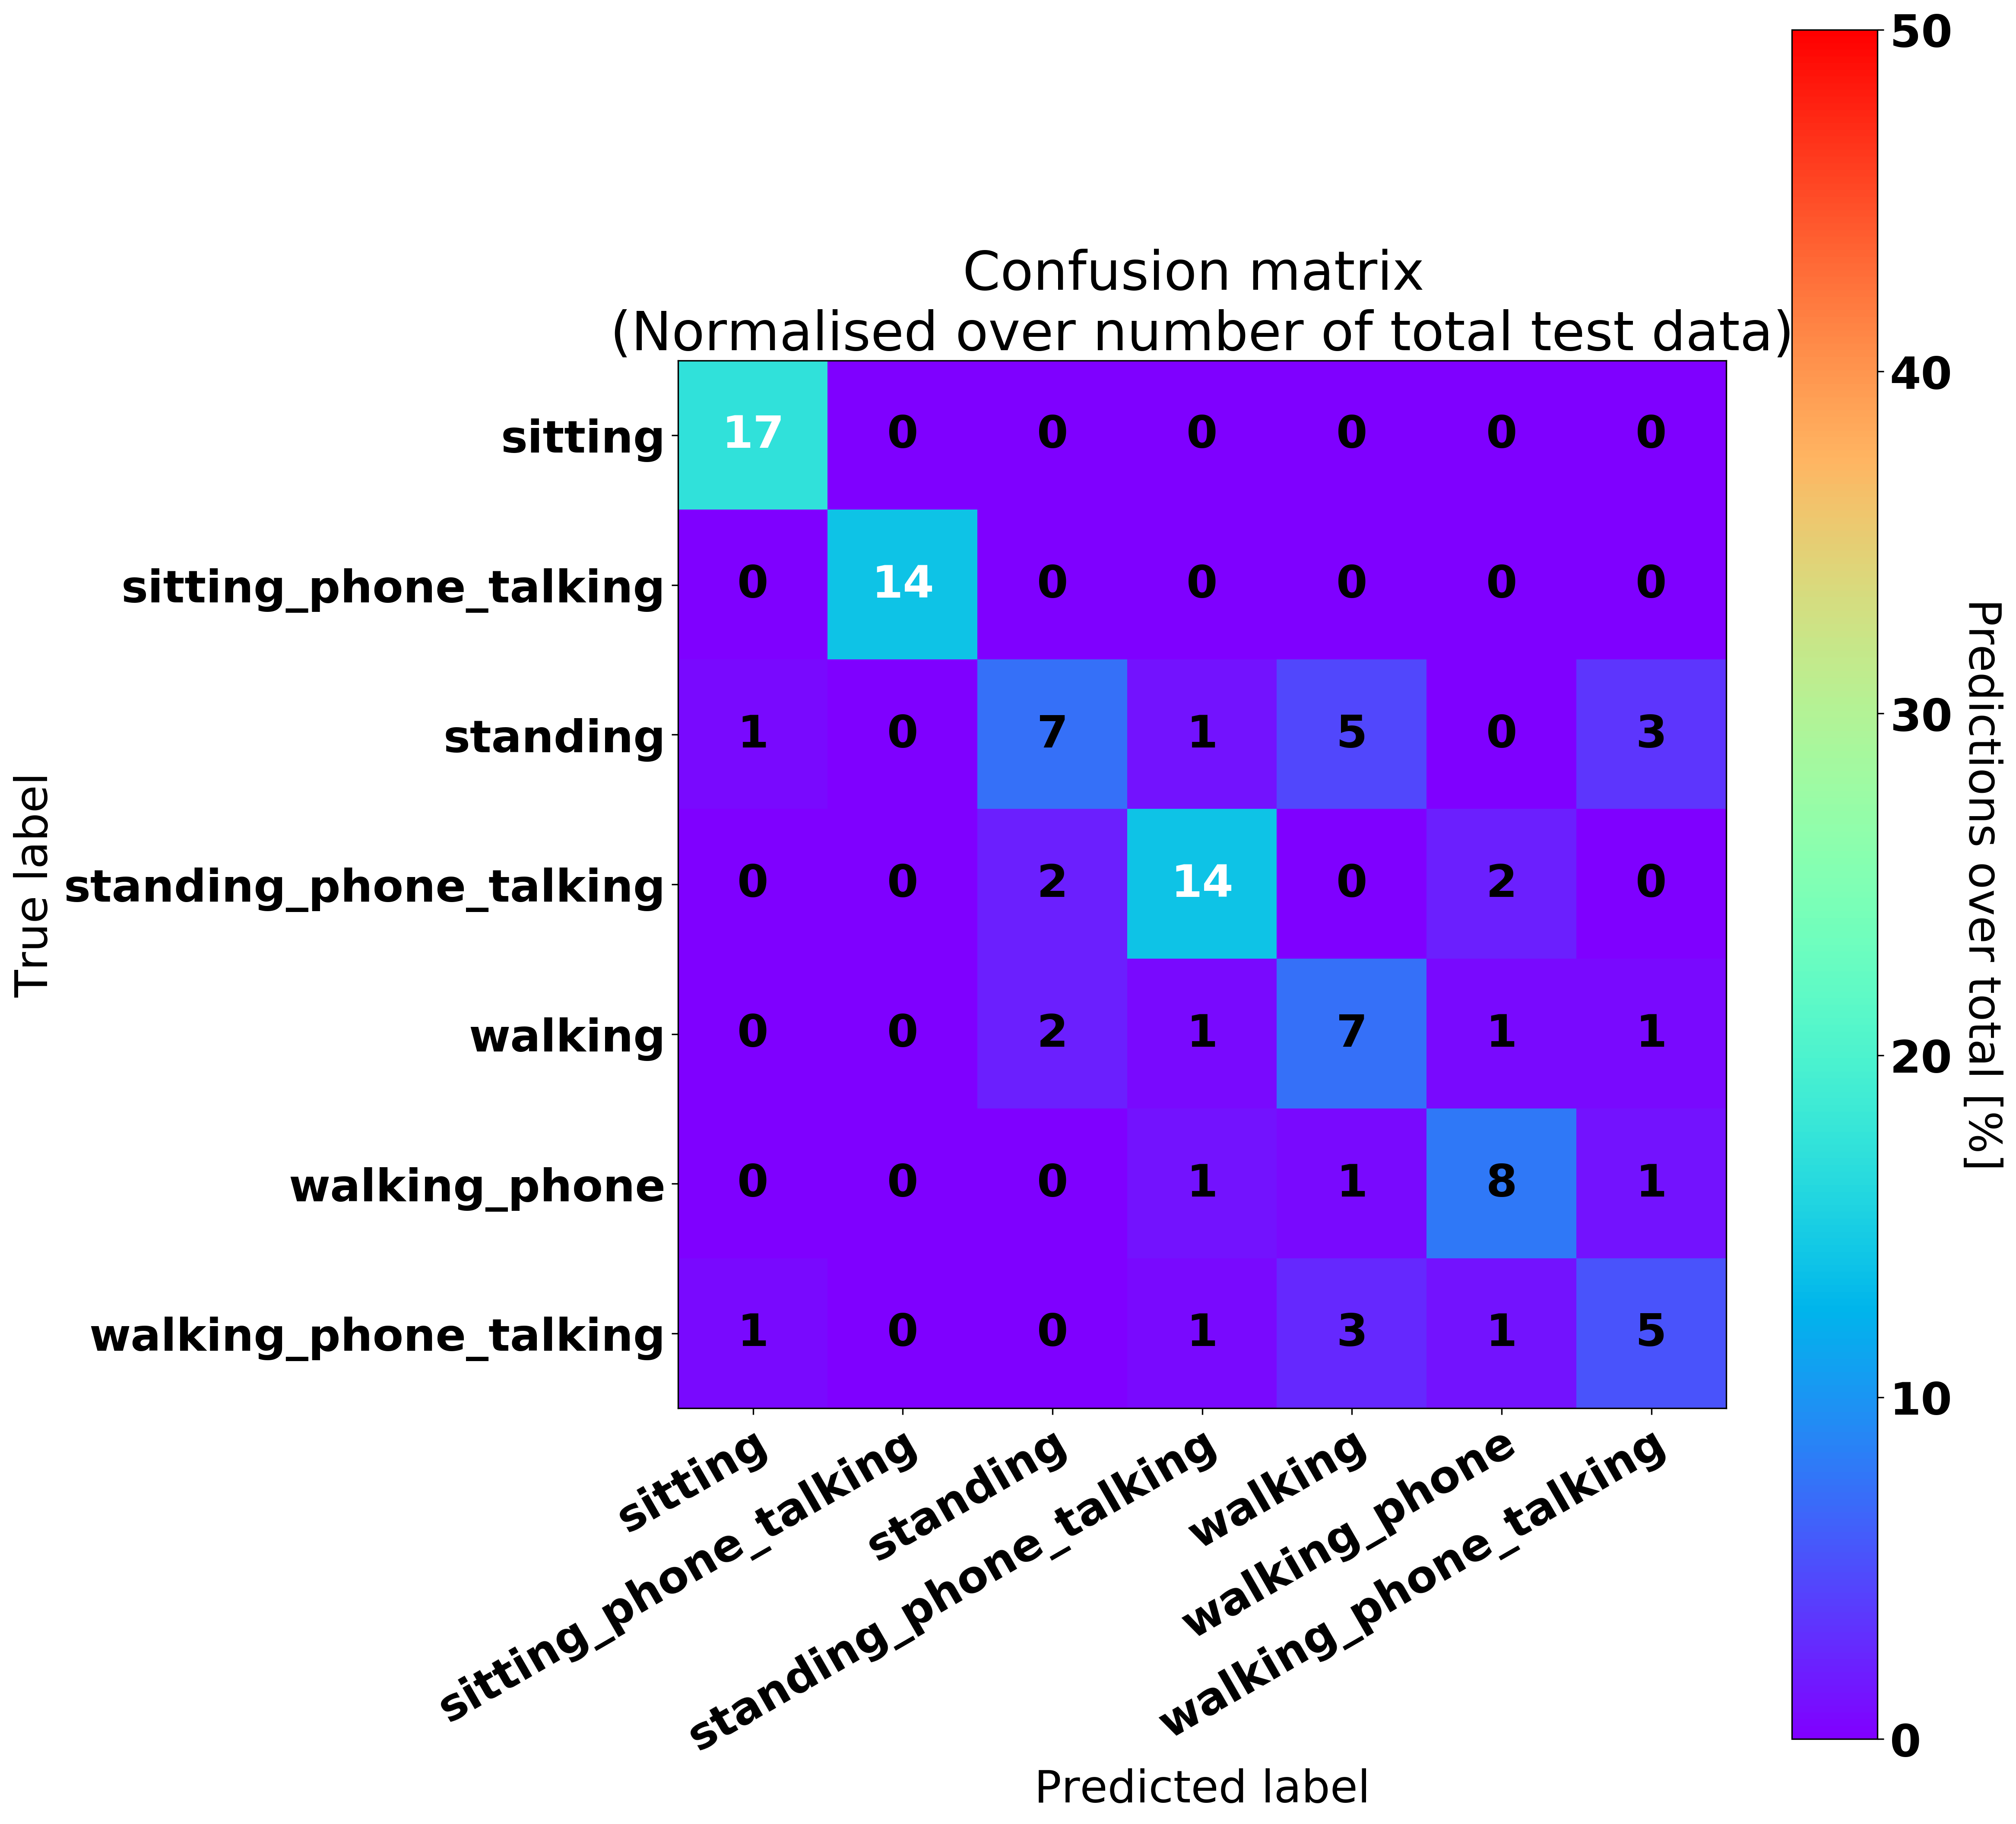 Confusion matrix
(Normalised over number of total test data)
True label
sitting 17 0 0 0 0 0 0
sitting_phone_talking 0 14 0 0 0 0 0
standing 1 0 7 1 5 0 3
standing_phone_talking 0 0 2 14 0 2 0
walking 0 0 2 1 7 1 1
walking_phone 0 0 0 1 1 8 1
walking_phone_talking 1 0 0 1 3 1 5
sitting
sitting_phone_talking
standing
standing_phone_talking
walking
walking_phone
walking_phone_talking
Predicted label
50
40
30
20
10
0
Predictions over total [%]